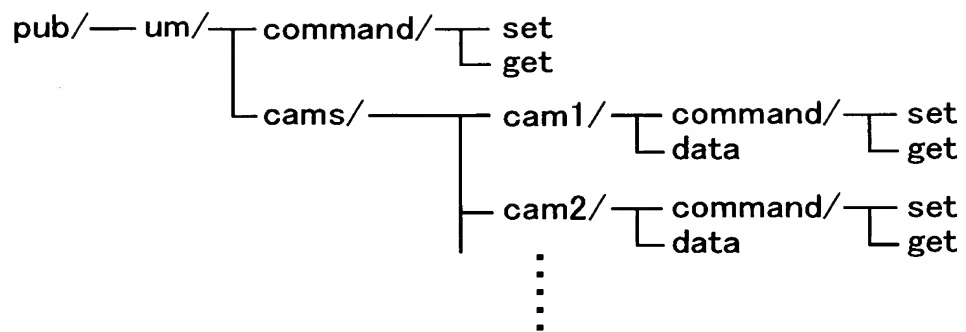 pub/ um/ command/ set
get
cams/ cam1/ command/ set
data get
cam2/ command/ set
data get